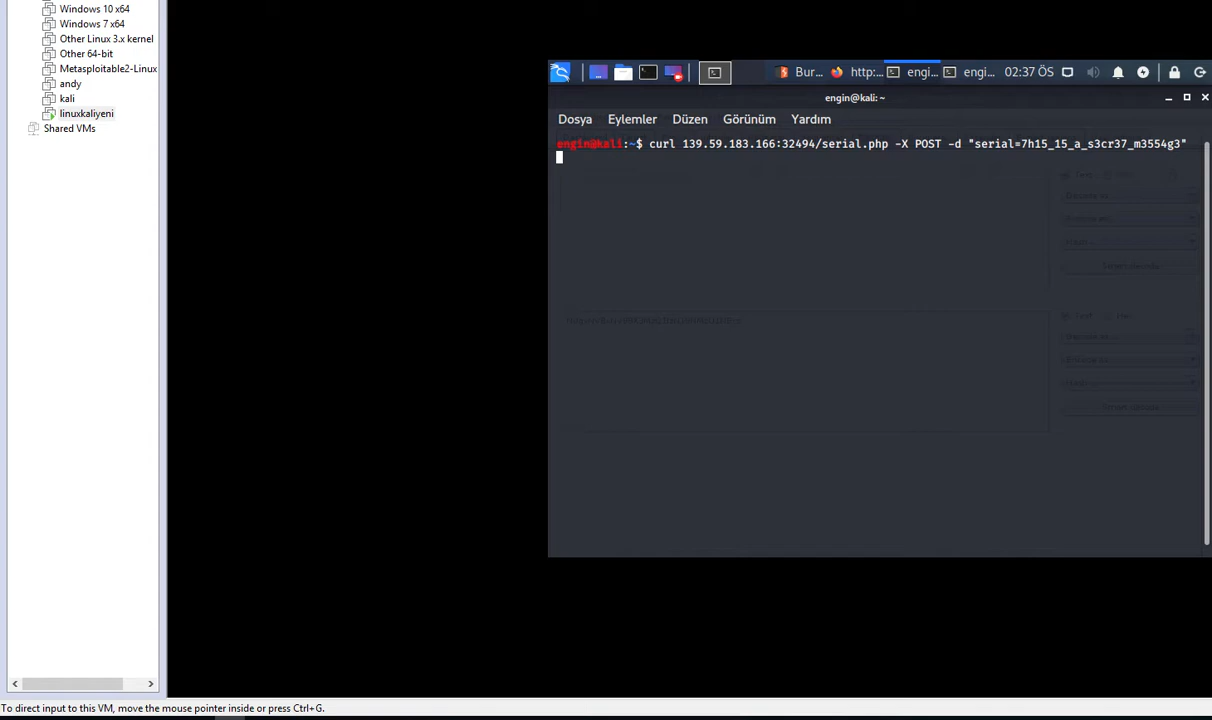 Windows 10 x64
Windows 7 x64
Other Linux 3.x kernel
Other 64-bit
Metasploitable2-Linux
andy
kali
linuxkaliyeni
Shared VMs
Bur... http:... engi... engi... 02:37 ÖS
engin@kali: ~
Dosya Eylemler Düzen Görünüm Yardım
engin@kali:~$ curl 139.59.183.166:32494/serial.php -X POST -d "serial=7h15_15_a_s3cr37_m3554g3"
To direct input to this VM, move the mouse pointer inside or press Ctrl+G.